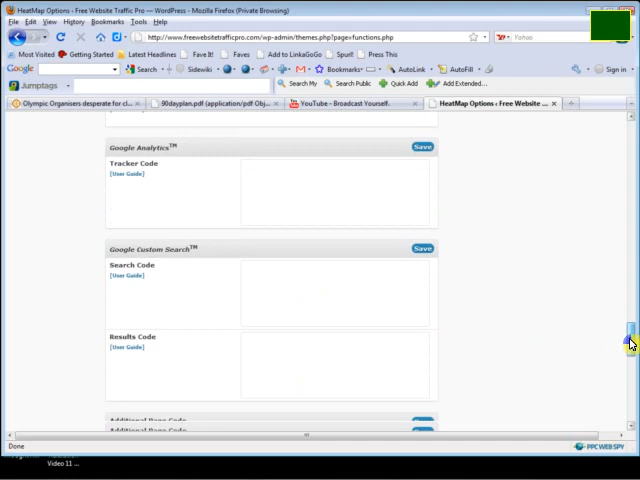 HeatMap Options - Free Website Traffic Pro — WordPress - Mozilla Firefox (Private Browsing)
File Edit View History Bookmarks Tools Help
http://www.freewebsitetrafficpro.com/wp-admin/themes.php?page=functions.php
Yahoo
Most Visited Getting Started Latest Headlines Fave It! Faves Add to LinkaGoGo Spurl! Press This
Google Search Sidewiki Bookmarks AutoLink AutoFill Sign in
Jumptags Search My Search Public Quick Add Add Extended...
Olympic Organisers desperate for cl... 90dayplan.pdf (application/pdf Obj... YouTube - Broadcast Yourself. HeatMap Options ‹ Free Website ...
Google Analytics™ Save
Tracker Code
[User Guide]
Google Custom Search™ Save
Search Code
[User Guide]
Results Code
[User Guide]
Additional Page Code
Done PPC WEB SPY
Video 11 ...